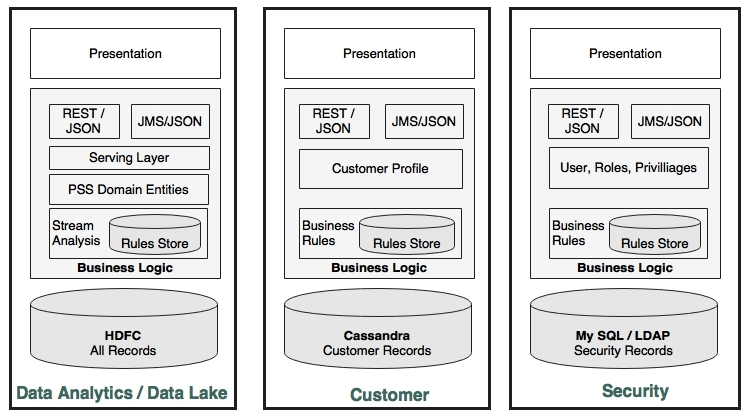 Presentation
REST /
JSON
JMS/JSON
Serving Layer
PSS Domain Entities
Stream
Analysis
Rules Store
Business Logic
HDFC
All Records
Data Analytics / Data Lake
Presentation
REST /
JSON
JMS/JSON
Customer Profile
Business
Rules
Rules Store
Business Logic
Cassandra
Customer Records
Customer
Presentation
REST /
JSON
JMS/JSON
User, Roles, Privilliages
Business
Rules
Rules Store
Business Logic
My SQL / LDAP
Security Records
Security